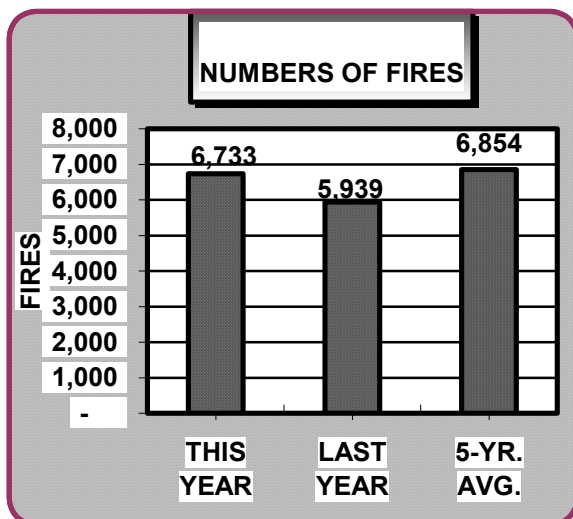 NUMBERS OF FIRES
8,000
7,000
6,000
5,000
4,000
3,000
2,000
1,000
-
FIRES
6,733
5,939
6,854
THIS
YEAR
LAST
YEAR
5-YR.
AVG.